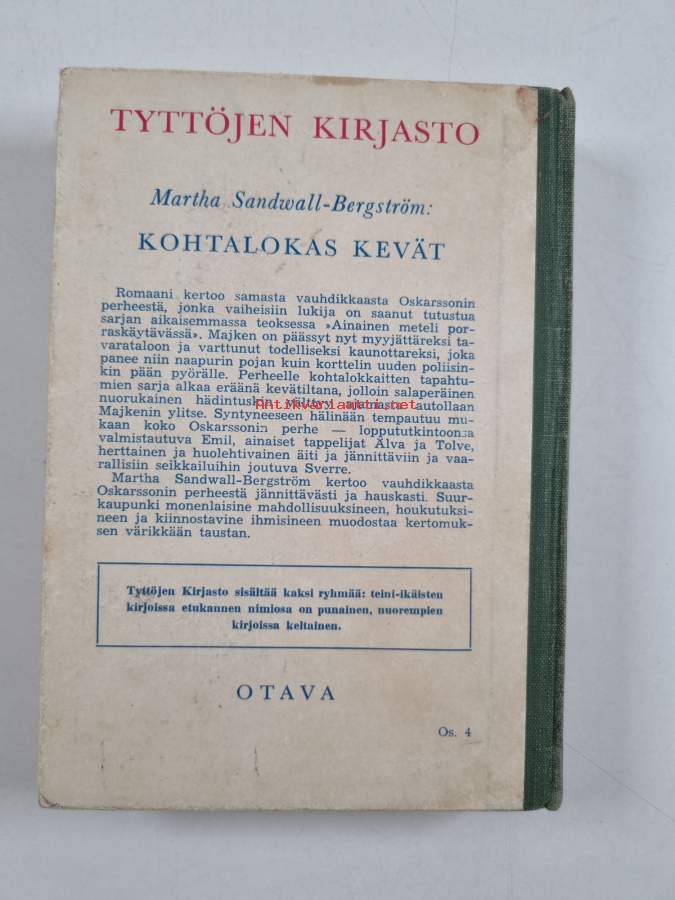 TYTTÖJEN KIRJASTO
Martha Sandwall-Bergström:
KOHTALOKAS KEVÄT
Romaani kertoo samasta vauhdikkaasta Oskarssonin
perheestä, jonka vaiheisiin lukija on saanut tutustua
sarjan aikaisemmassa teoksessa »Ainainen meteli por-
raskäytävässä». Majken on päässyt nyt myyjättäreksi ta-
varataloon ja varttunut todelliseksi kaunottareksi, joka
panee niin naapurin pojan kuin korttelin uuden poliisin-
kin pään pyörälle. Perheelle kohtalokkaitten tapahtu-
mien sarja alkaa eräänä kevätiltana, jolloin salaperäinen
nuorukainen hädintuskin välttyy ajamasta autollaan
Antikvariaatti.net
Majkenin ylitse. Syntyneeseen hälinään tempautuu mu-
kaan koko Oskarssonin perhe — loppututkintoonsa
valmistautuva Emil, ainaiset tappelijat Alva ja Tolve,
herttainen ja huolehtivainen äiti ja jännittäviin ja vaa-
rallisiin seikkailuihin joutuva Sverre.
Martha Sandwall-Bergström kertoo vauhdikkaasta
Oskarssonin perheestä jännittävästi ja hauskasti. Suur-
kaupunki monenlaisine mahdollisuuksineen, houkutuksi-
neen ja kiinnostavine ihmisineen muodostaa kertomuk-
sen värikkään taustan.
Tyttöjen Kirjasto sisältää kaksi ryhmää: teini-ikäisten
kirjoissa etukannen nimiosa on punainen, nuorempien
kirjoissa keltainen.
OTAVA
Os. 4